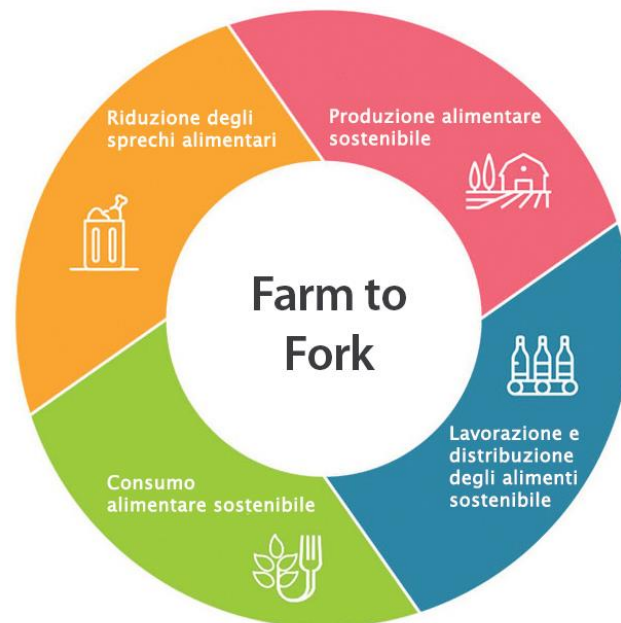 Riduzione degli
sprechi alimentari
Produzione alimentare
sostenibile
Farm to
Fork
Lavorazione e
distribuzione
degli alimenti
sostenibile
Consumo
alimentare sostenibile